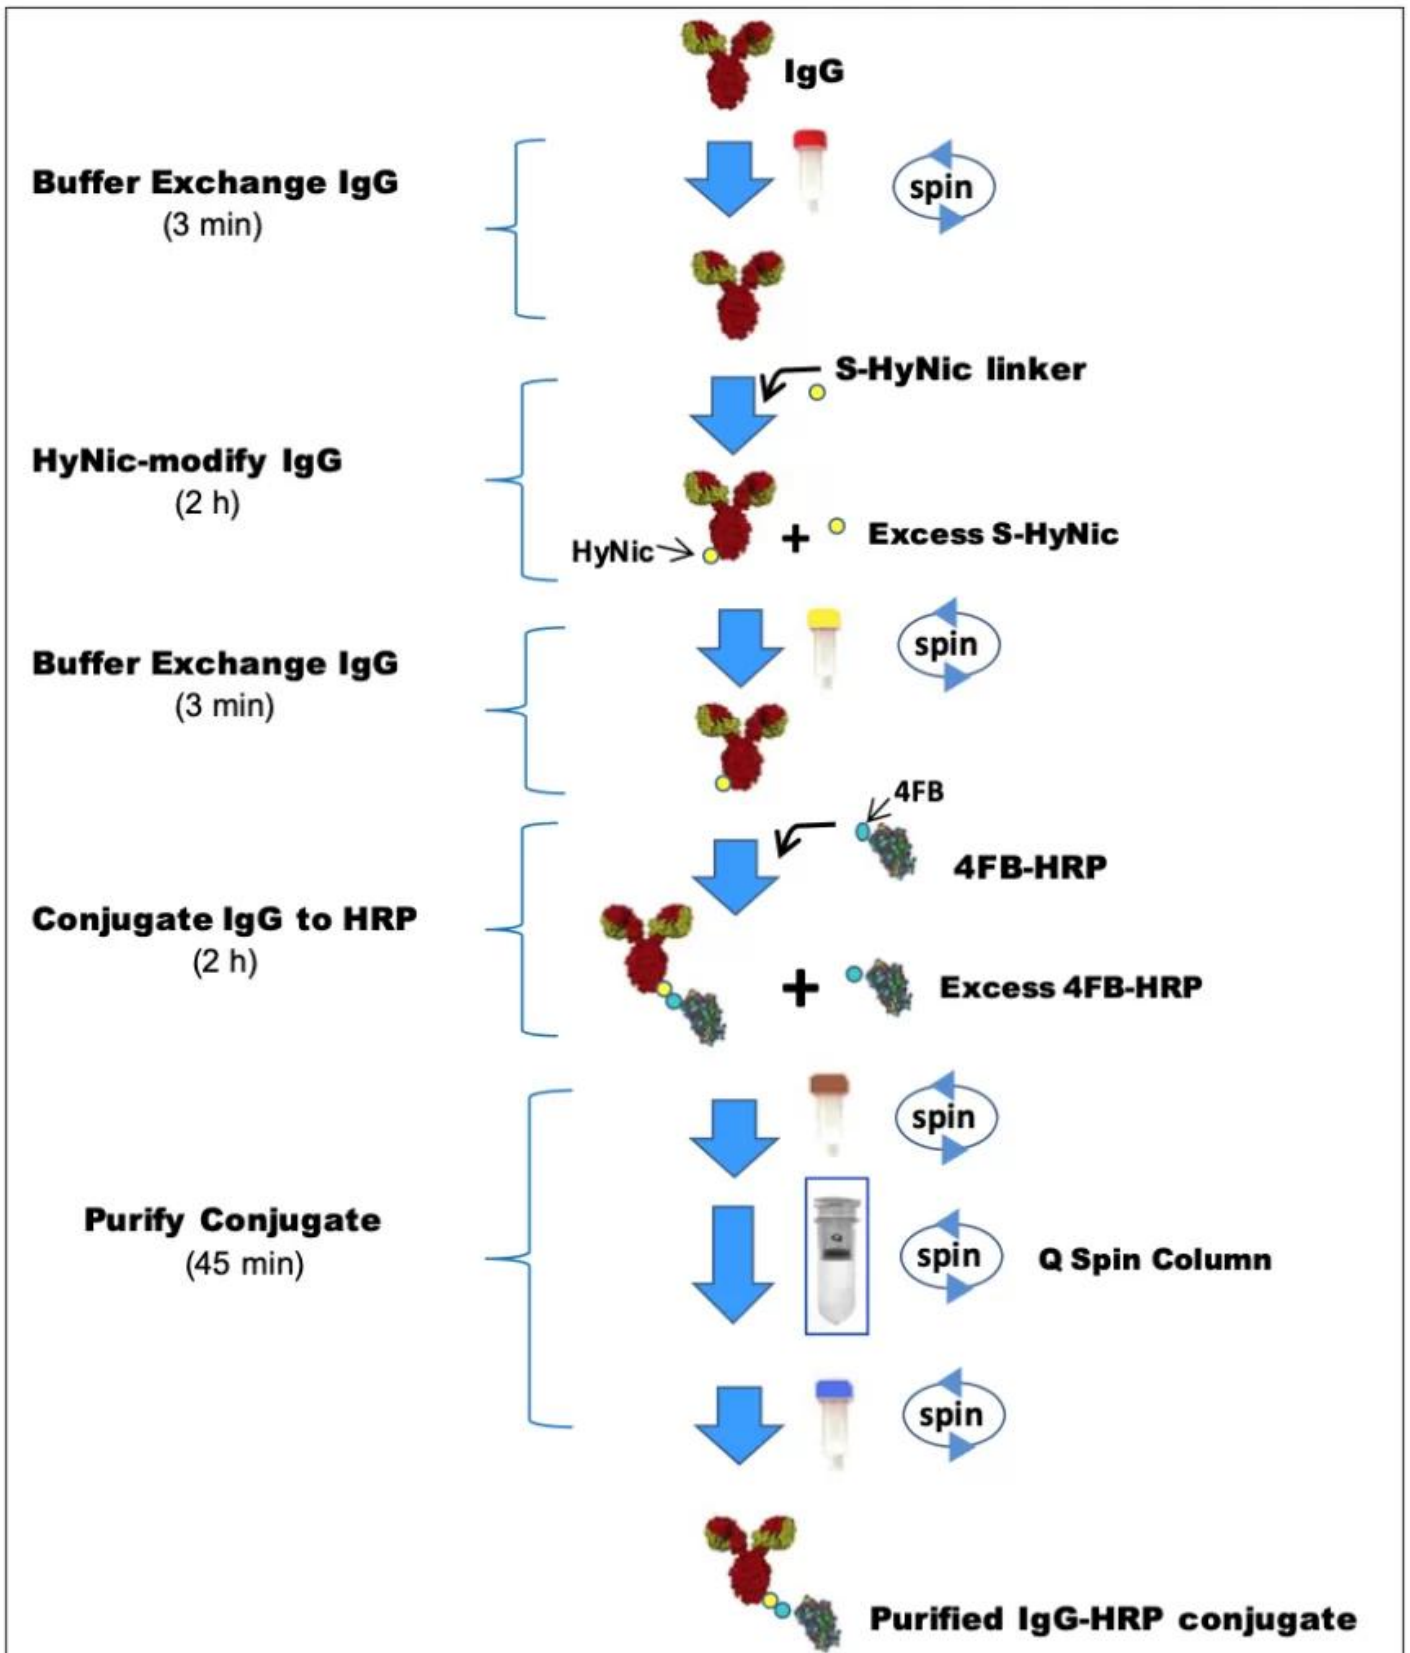 IgG
Buffer Exchange IgG
(3 min)
spin
S-HyNic linker
HyNic-modify IgG
(2 h)
HyNic
+
Excess S-HyNic
Buffer Exchange IgG
(3 min)
spin
4FB
4FB-HRP
Conjugate IgG to HRP
(2 h)
+
Excess 4FB-HRP
spin
Purify Conjugate
(45 min)
Q
spin
Q Spin Column
spin
Purified IgG-HRP conjugate